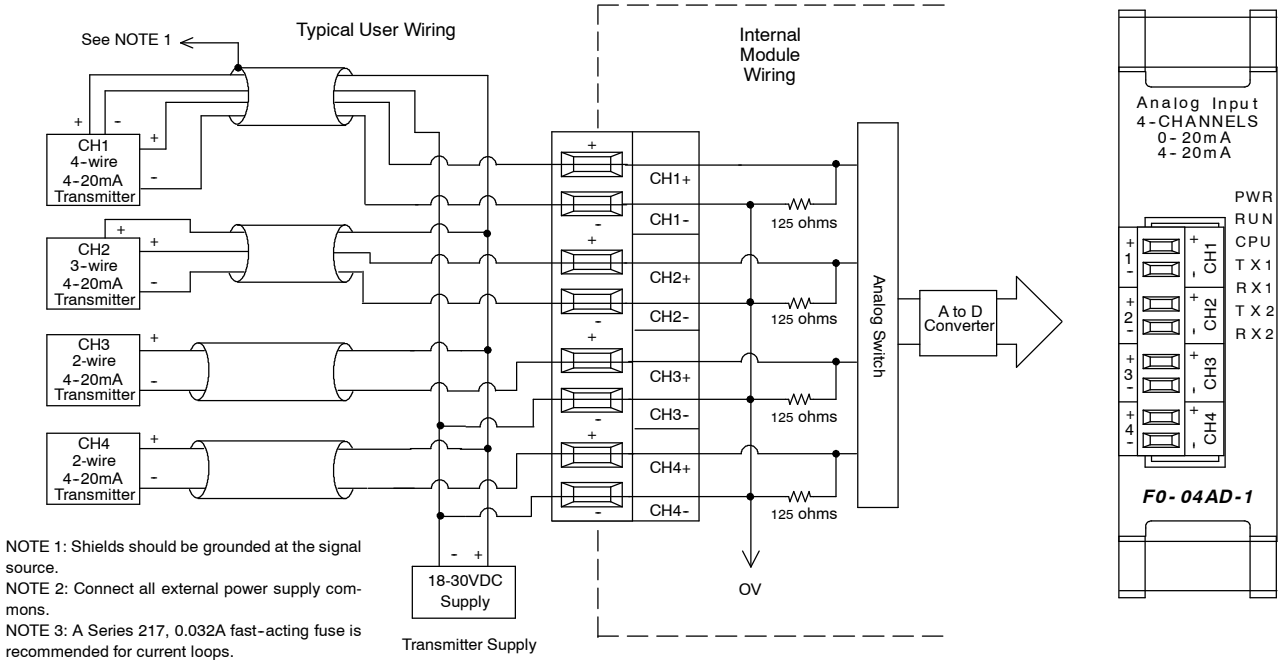 Typical User Wiring
See NOTE 1
Internal
Module
Wiring
+ -
CH1
4-wire
4-20mA
Transmitter
+
-
+
CH2
3-wire
4-20mA
Transmitter
+
-
CH3
2-wire
4-20mA
Transmitter
+
-
CH4
2-wire
4-20mA
Transmitter
+
-
+
CH1+
-
CH1-
+
CH2+
-
CH2-
+
CH3+
-
CH3-
+
CH4+
-
CH4-
125 ohms
125 ohms
125 ohms
125 ohms
0V
Analog Switch
A to D
Converter
- +
18-30VDC
Supply
Transmitter Supply
NOTE 1: Shields should be grounded at the signal
source.
NOTE 2: Connect all external power supply com-
mons.
NOTE 3: A Series 217, 0.032A fast-acting fuse is
recommended for current loops.
Analog Input
4-CHANNELS
0-20mA
4-20mA
PWR
RUN
CPU
TX1
RX1
TX2
RX2
+ 1 -
+ - CH1
+ 2 -
+ - CH2
+ 3 -
+ - CH3
+ 4 -
+ - CH4
F0-04AD-1